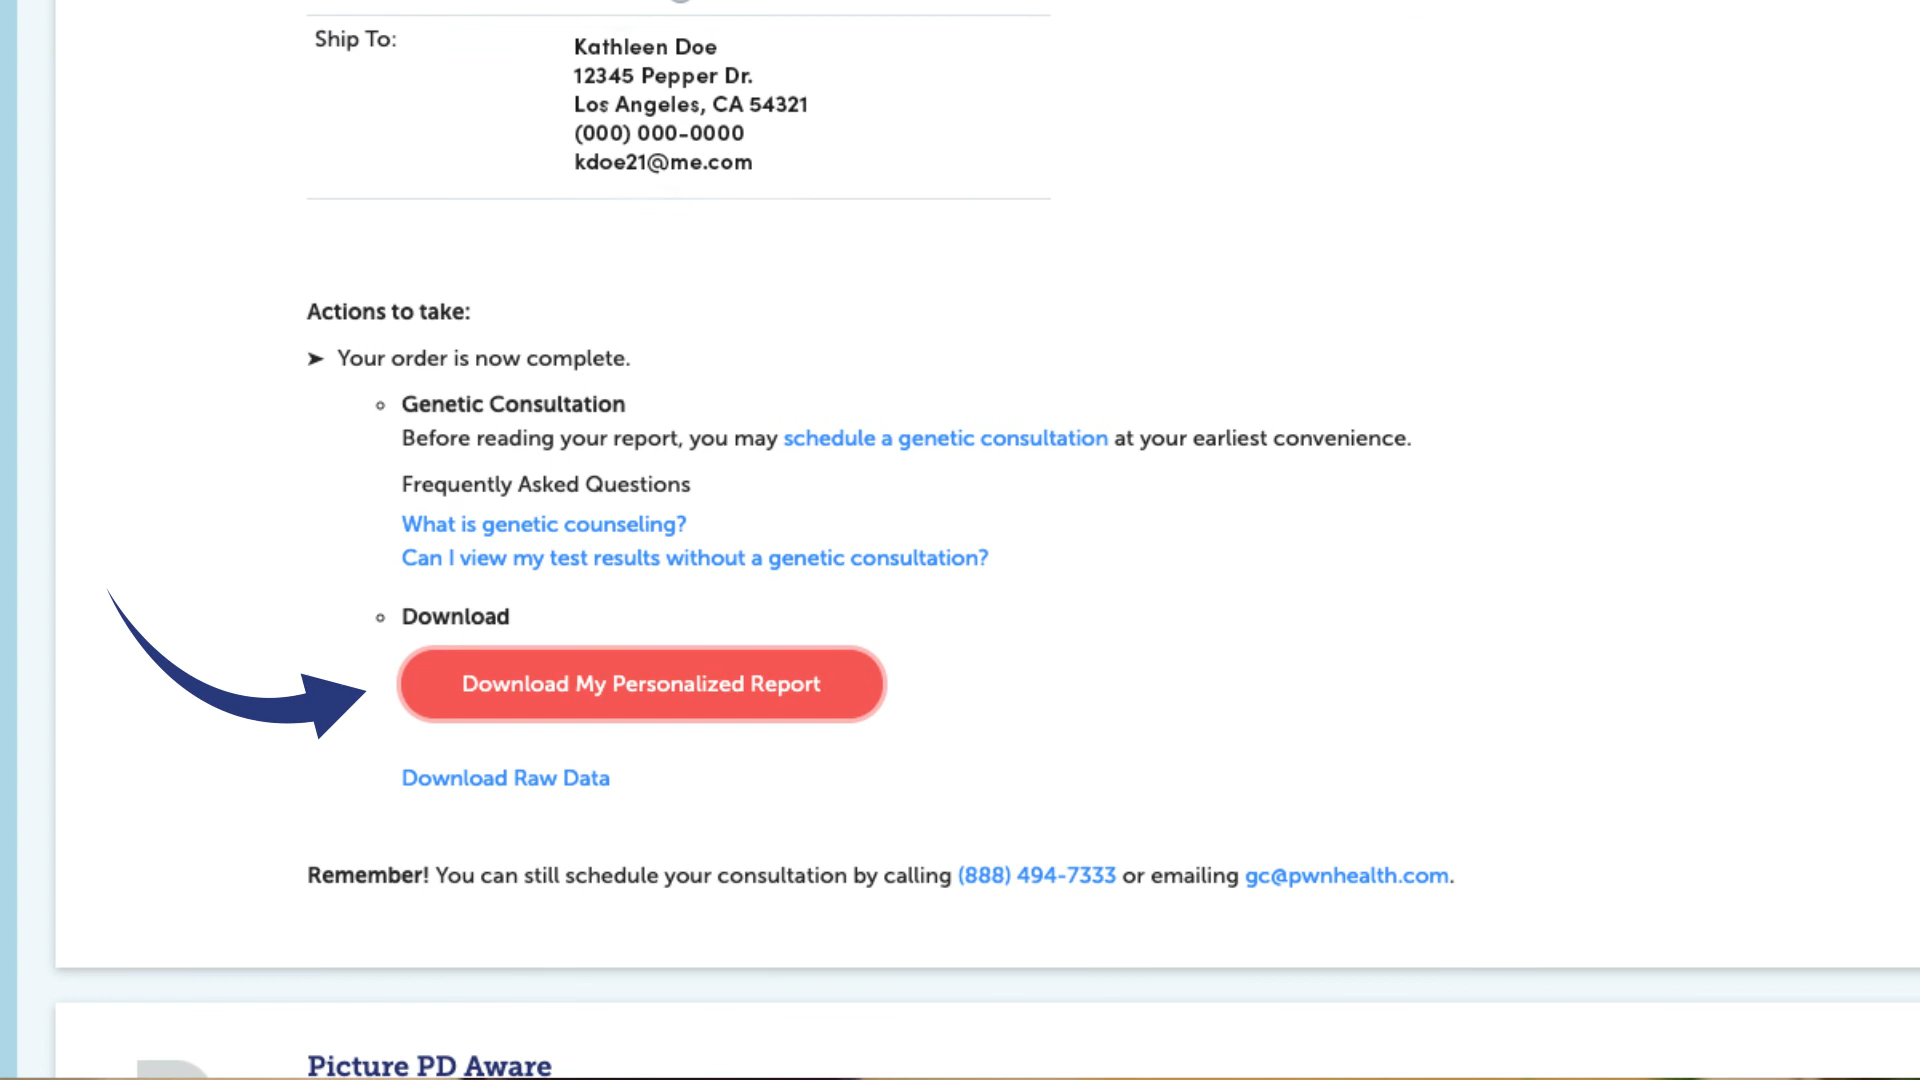 Ship To:
Kathleen Doe
12345 Pepper Dr.
Los Angeles, CA 54321
(000) 000-0000
kdoe21@me.com
Actions to take:
➤ Your order is now complete.
Genetic Consultation
Before reading your report, you may schedule a genetic consultation at your earliest convenience.
Frequently Asked Questions
What is genetic counseling?
Can I view my test results without a genetic consultation?
Download
Download My Personalized Report
Download Raw Data
Remember! You can still schedule your consultation by calling (888) 494-7333 or emailing gc@pwnhealth.com.
Picture PD Aware